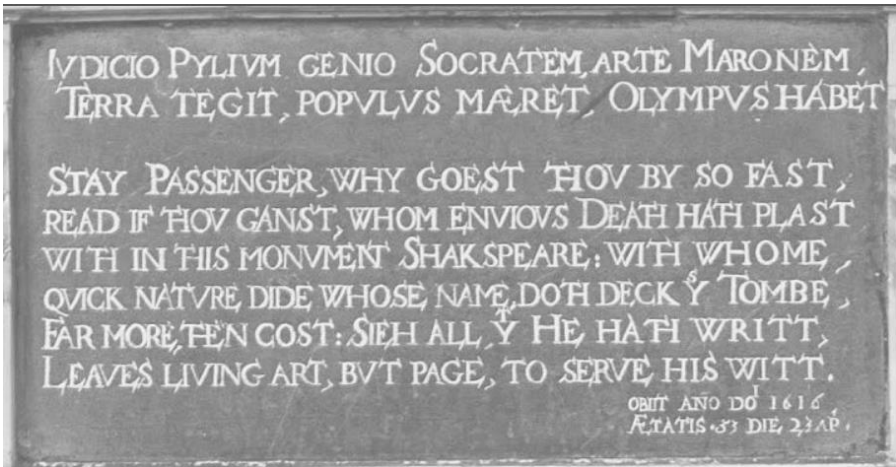 IVDICIO PYLIVM GENIO SOCRATEM, ARTE MARONEM,
TERRA TEGIT, POPVLVS MÆRET, OLYMPVS HABET
STAY PASSENGER, WHY GOEST THOV BY SO FAST,
READ IF THOV CANST, WHOM ENVIOVS DEATH HATH PLAST
WITH IN THIS MONVMENT SHAKSPEARE: WITH WHOME,
QVICK NATVRE DIDE WHOSE NAME, DOTH DECK Yˢ TOMBE,
FAR MORE, THEN COST: SIEH ALL, Yᵀ HE HATH WRITT,
LEAVES LIVING ART, BVT PAGE, TO SERVE HIS WITT.
OBIIT AÑO DOⁱ 1616,
ÆTATIS·53 DIE 23 AP.